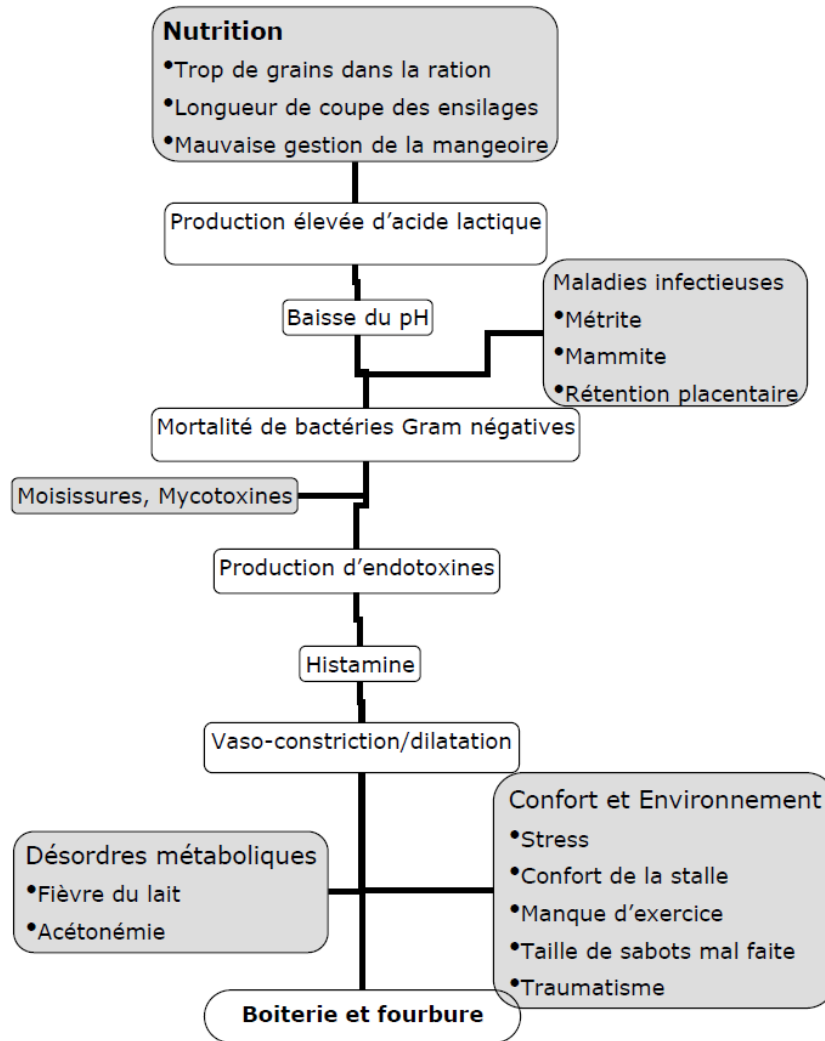 Nutrition
•Trop de grains dans la ration
•Longueur de coupe des ensilages
•Mauvaise gestion de la mangeoire
Production élevée d’acide lactique
Baisse du pH
Maladies infectieuses
•Métrite
•Mammite
•Rétention placentaire
Mortalité de bactéries Gram négatives
Moisissures, Mycotoxines
Production d’endotoxines
Histamine
Vaso-constriction/dilatation
Confort et Environnement
•Stress
•Confort de la stalle
•Manque d’exercice
•Taille de sabots mal faite
•Traumatisme
Désordres métaboliques
•Fièvre du lait
•Acétonémie
Boiterie et fourbure